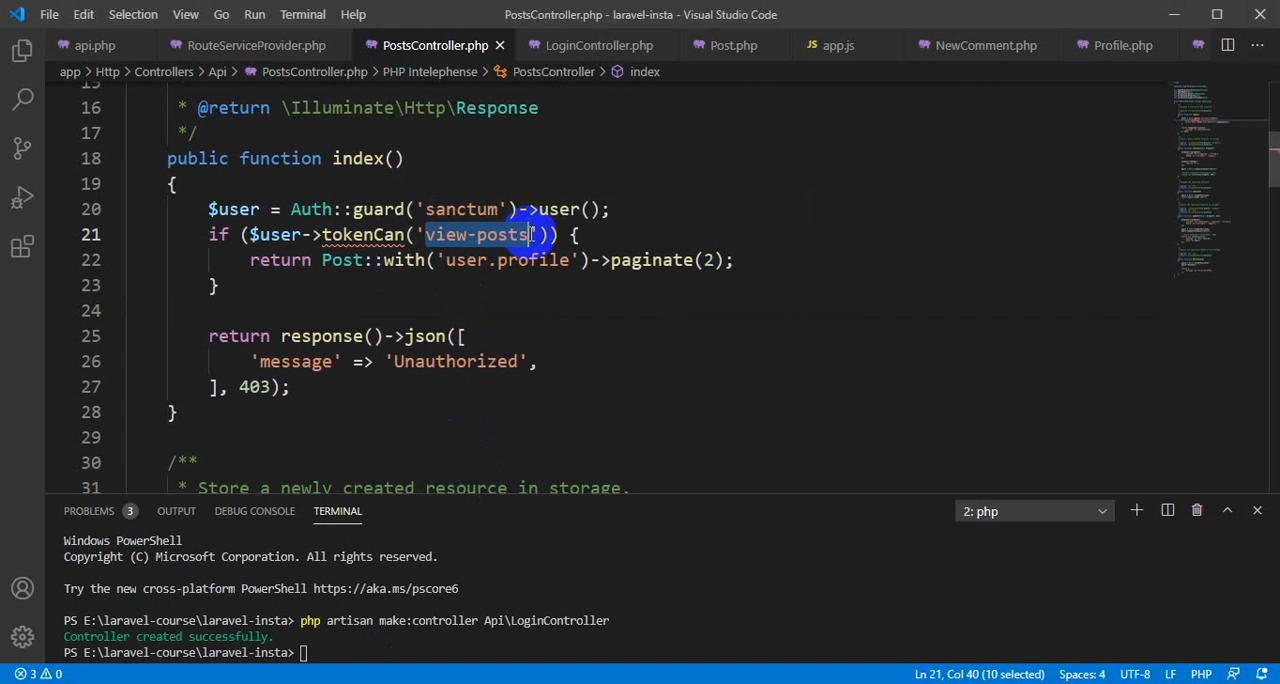 File Edit Selection View Go Run Terminal Help PostsController.php - laravel-insta - Visual Studio Code
api.php RouteServiceProvider.php PostsController.php LoginController.php Post.php JS app.js NewComment.php Profile.php
app > Http > Controllers > Api > PostsController.php > PHP Intelephense > PostsController > index
15
16 * @return \Illuminate\Http\Response
17 */
18 public function index()
19 {
20 $user = Auth::guard('sanctum')->user();
21 if ($user->tokenCan('view-posts')) {
22 return Post::with('user.profile')->paginate(2);
23 }
24
25 return response()->json([
26 'message' => 'Unauthorized',
27 ], 403);
28 }
29
30 /**
31 * Store a newly created resource in storage.
PROBLEMS 3 OUTPUT DEBUG CONSOLE TERMINAL 2: php
Windows PowerShell
Copyright (C) Microsoft Corporation. All rights reserved.
Try the new cross-platform PowerShell https://aka.ms/pscore6
PS E:\laravel-course\laravel-insta> php artisan make:controller Api\LoginController
Controller created successfully.
PS E:\laravel-course\laravel-insta>
3 0 Ln 21, Col 40 (10 selected) Spaces: 4 UTF-8 LF PHP